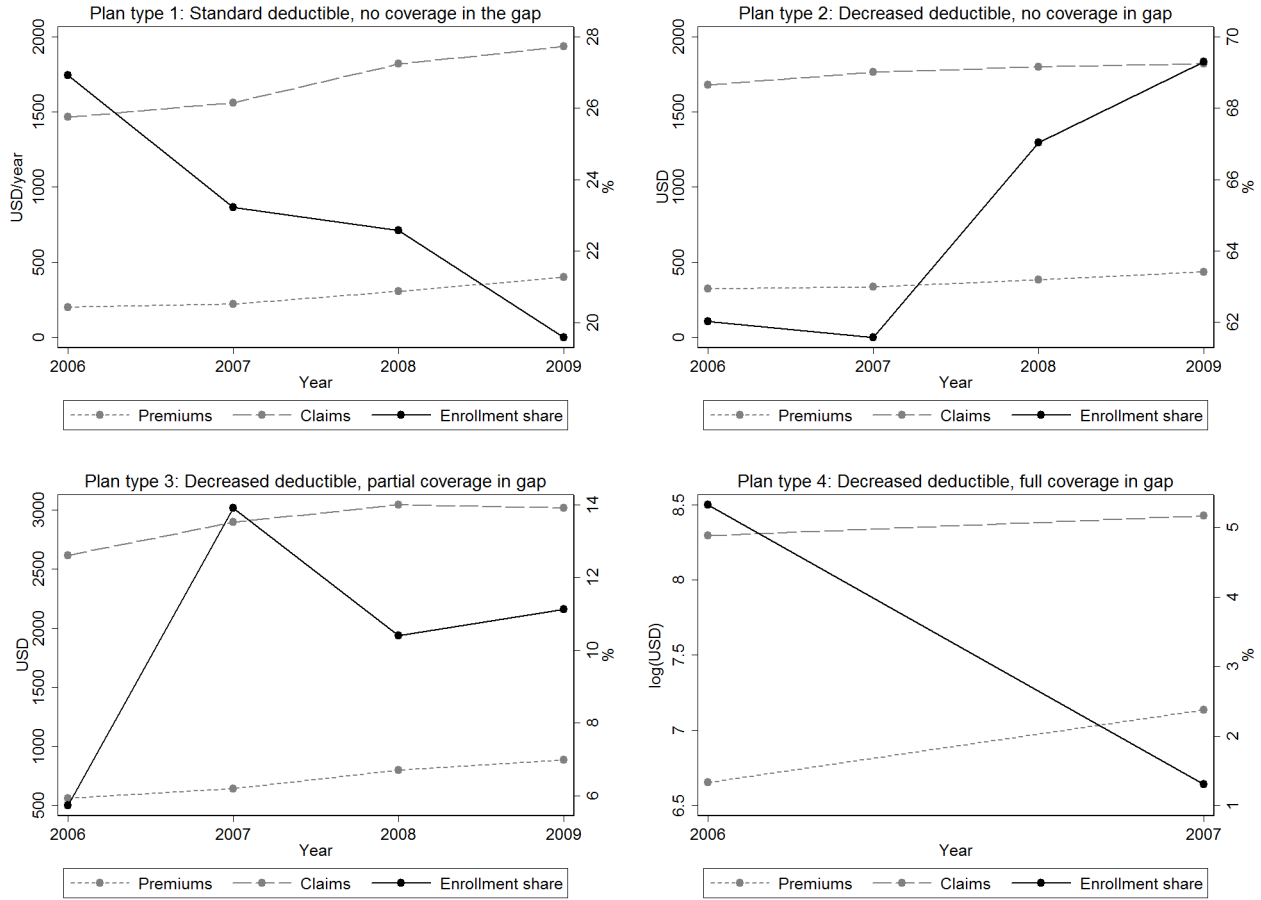 Plan type 1: Standard deductible, no coverage in the gap
USD/year
0 500 1000 1500 2000
20 22 24 26 28
%
2006 2007 2008 2009
Year
Premiums Claims Enrollment share
Plan type 2: Decreased deductible, no coverage in gap
USD
0 500 1000 1500 2000
62 64 66 68 70
%
2006 2007 2008 2009
Year
Premiums Claims Enrollment share
Plan type 3: Decreased deductible, partial coverage in gap
USD
500 1000 1500 2000 2500 3000
6 8 10 12 14
%
2006 2007 2008 2009
Year
Premiums Claims Enrollment share
Plan type 4: Decreased deductible, full coverage in gap
log(USD)
6.5 7 7.5 8 8.5
1 2 3 4 5
%
2006 2007
Year
Premiums Claims Enrollment share